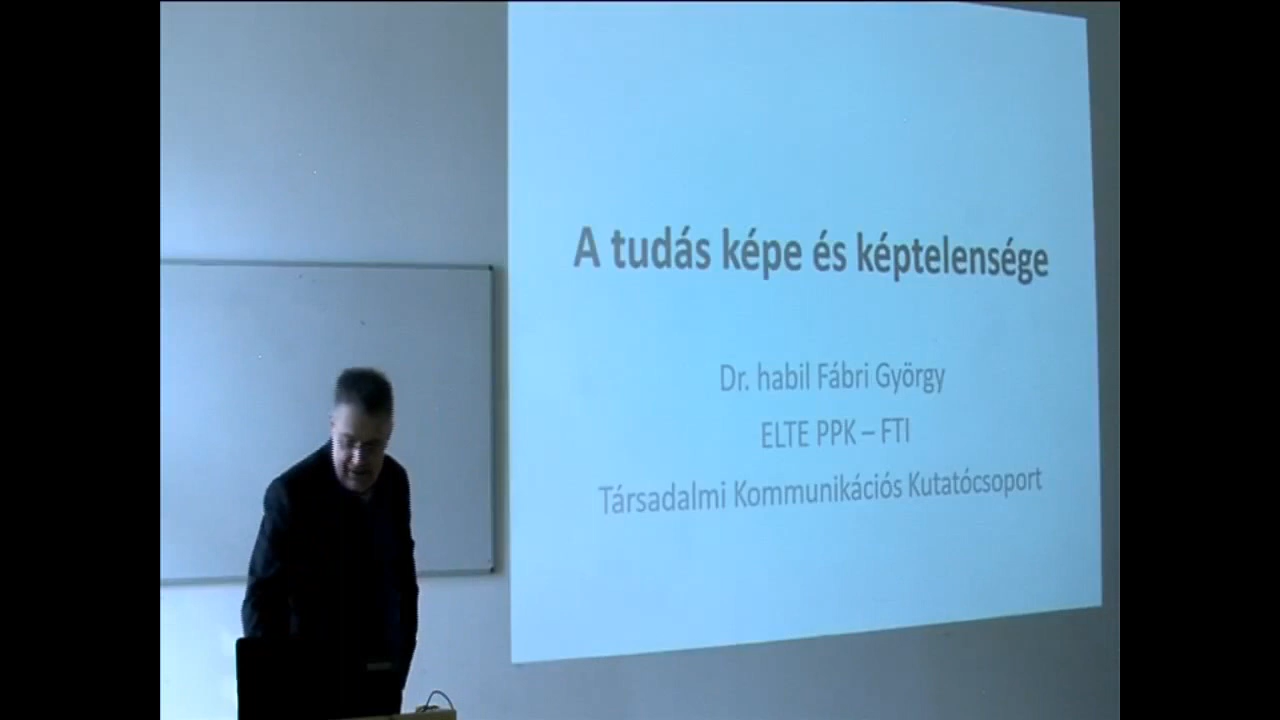 A tudás képe és képtelensége
Dr. habil Fábri György
ELTE PPK – FTI
Társadalmi Kommunikációs Kutatócsoport